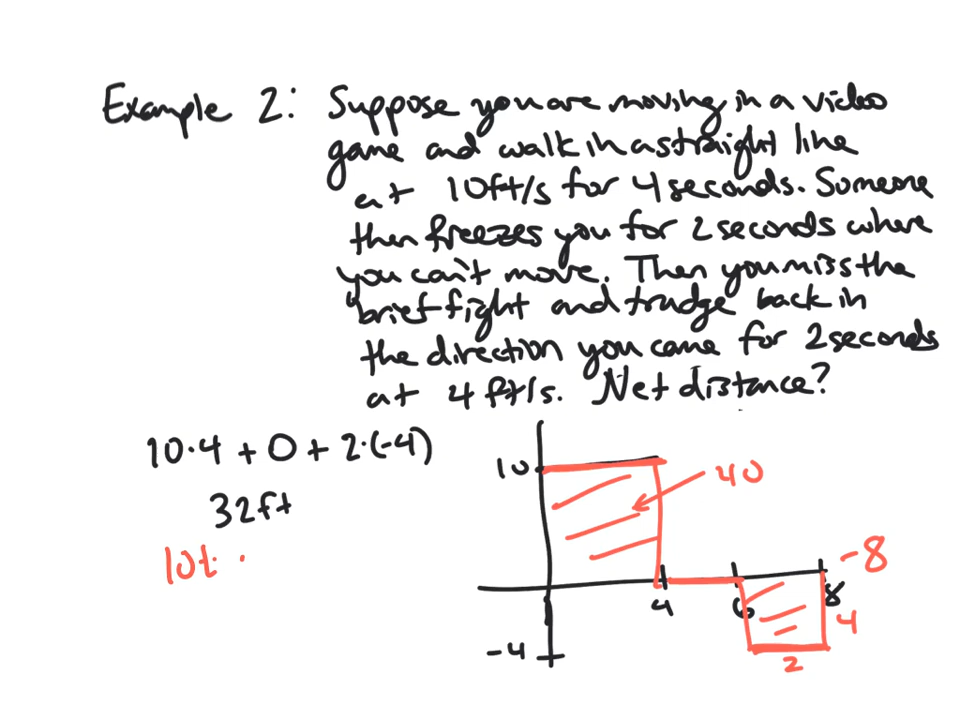 Example 2: Suppose you are moving in a video
game and walk in a straight line
at 10ft/s for 4 seconds. Someone
then freezes you for 2 seconds where
you can't move. Then you miss the
brief fight and trudge back in
the direction you came for 2 seconds
at 4 ft/s. Net distance?
10·4 + 0 + 2·(-4)
32ft
10t ·
10
40
-8
4
6
8
4
-4
2